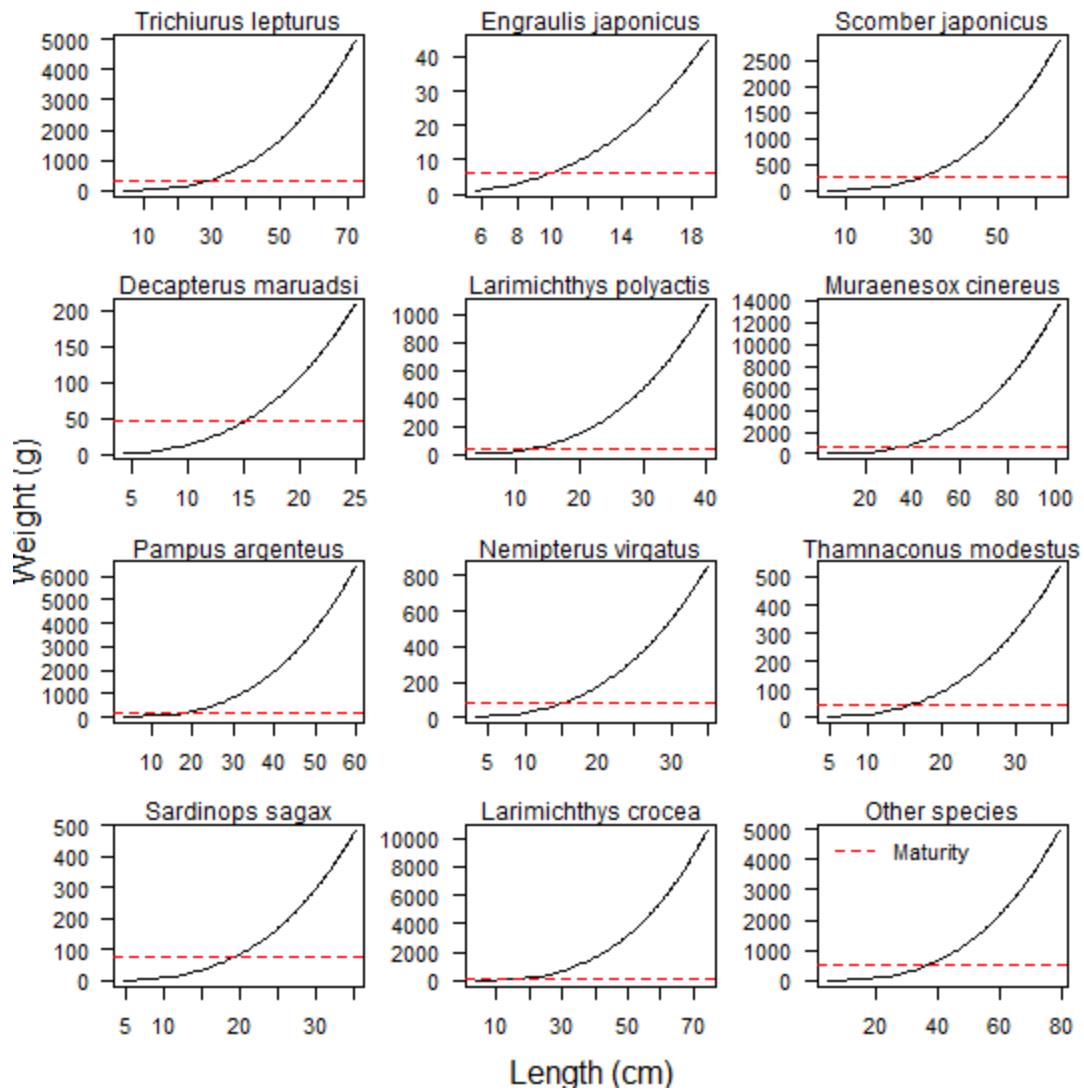 Trichiurus lepturus
5000
4000
3000
2000
1000
0
10 30 50 70
Engraulis japonicus
40
30
20
10
0
6 8 10 14 18
Scomber japonicus
2500
2000
1500
1000
500
0
10 30 50
Decapterus maruadsi
200
150
100
50
0
5 10 15 20 25
Larimichthys polyactis
1000
800
600
400
200
0
10 20 30 40
Muraenesox cinereus
14000
12000
10000
8000
6000
4000
2000
0
20 40 60 80 100
Weight (g)
Pampus argenteus
6000
5000
4000
3000
2000
1000
0
10 20 30 40 50 60
Nemipterus virgatus
800
600
400
200
0
5 10 20 30
Thamnaconus modestus
500
400
300
200
100
0
5 10 20 30
Sardinops sagax
500
400
300
200
100
0
5 10 20 30
Larimichthys crocea
10000
8000
6000
4000
2000
0
10 30 50 70
Other species
5000
4000
3000
2000
1000
0
Maturity
20 40 60 80
Length (cm)